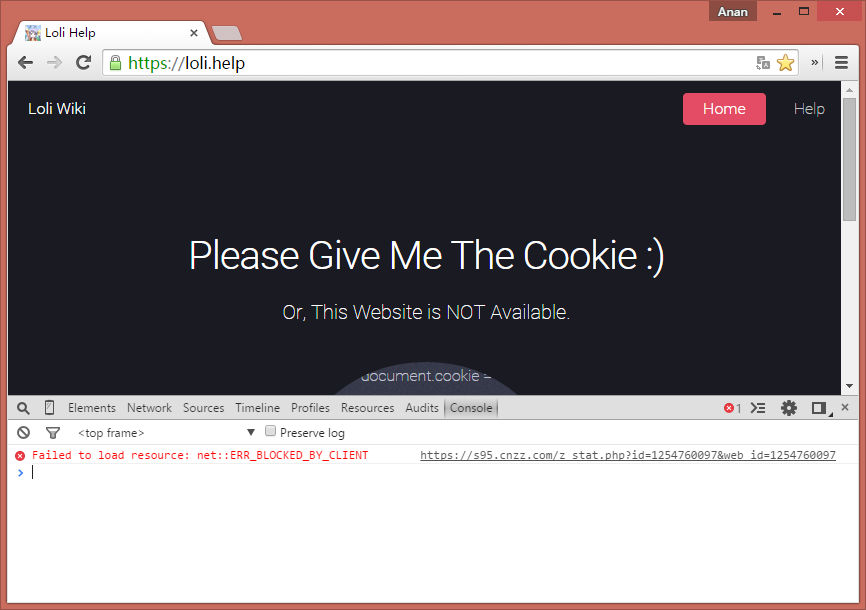 Anan
Loli Help
https://loli.help
Loli Wiki
Home
Help
Please Give Me The Cookie :)
Or, This Website is NOT Available.
document.cookie =
Elements Network Sources Timeline Profiles Resources Audits Console
1
<top frame>
Preserve log
Failed to load resource: net::ERR_BLOCKED_BY_CLIENT
https://s95.cnzz.com/z_stat.php?id=1254760097&web_id=1254760097